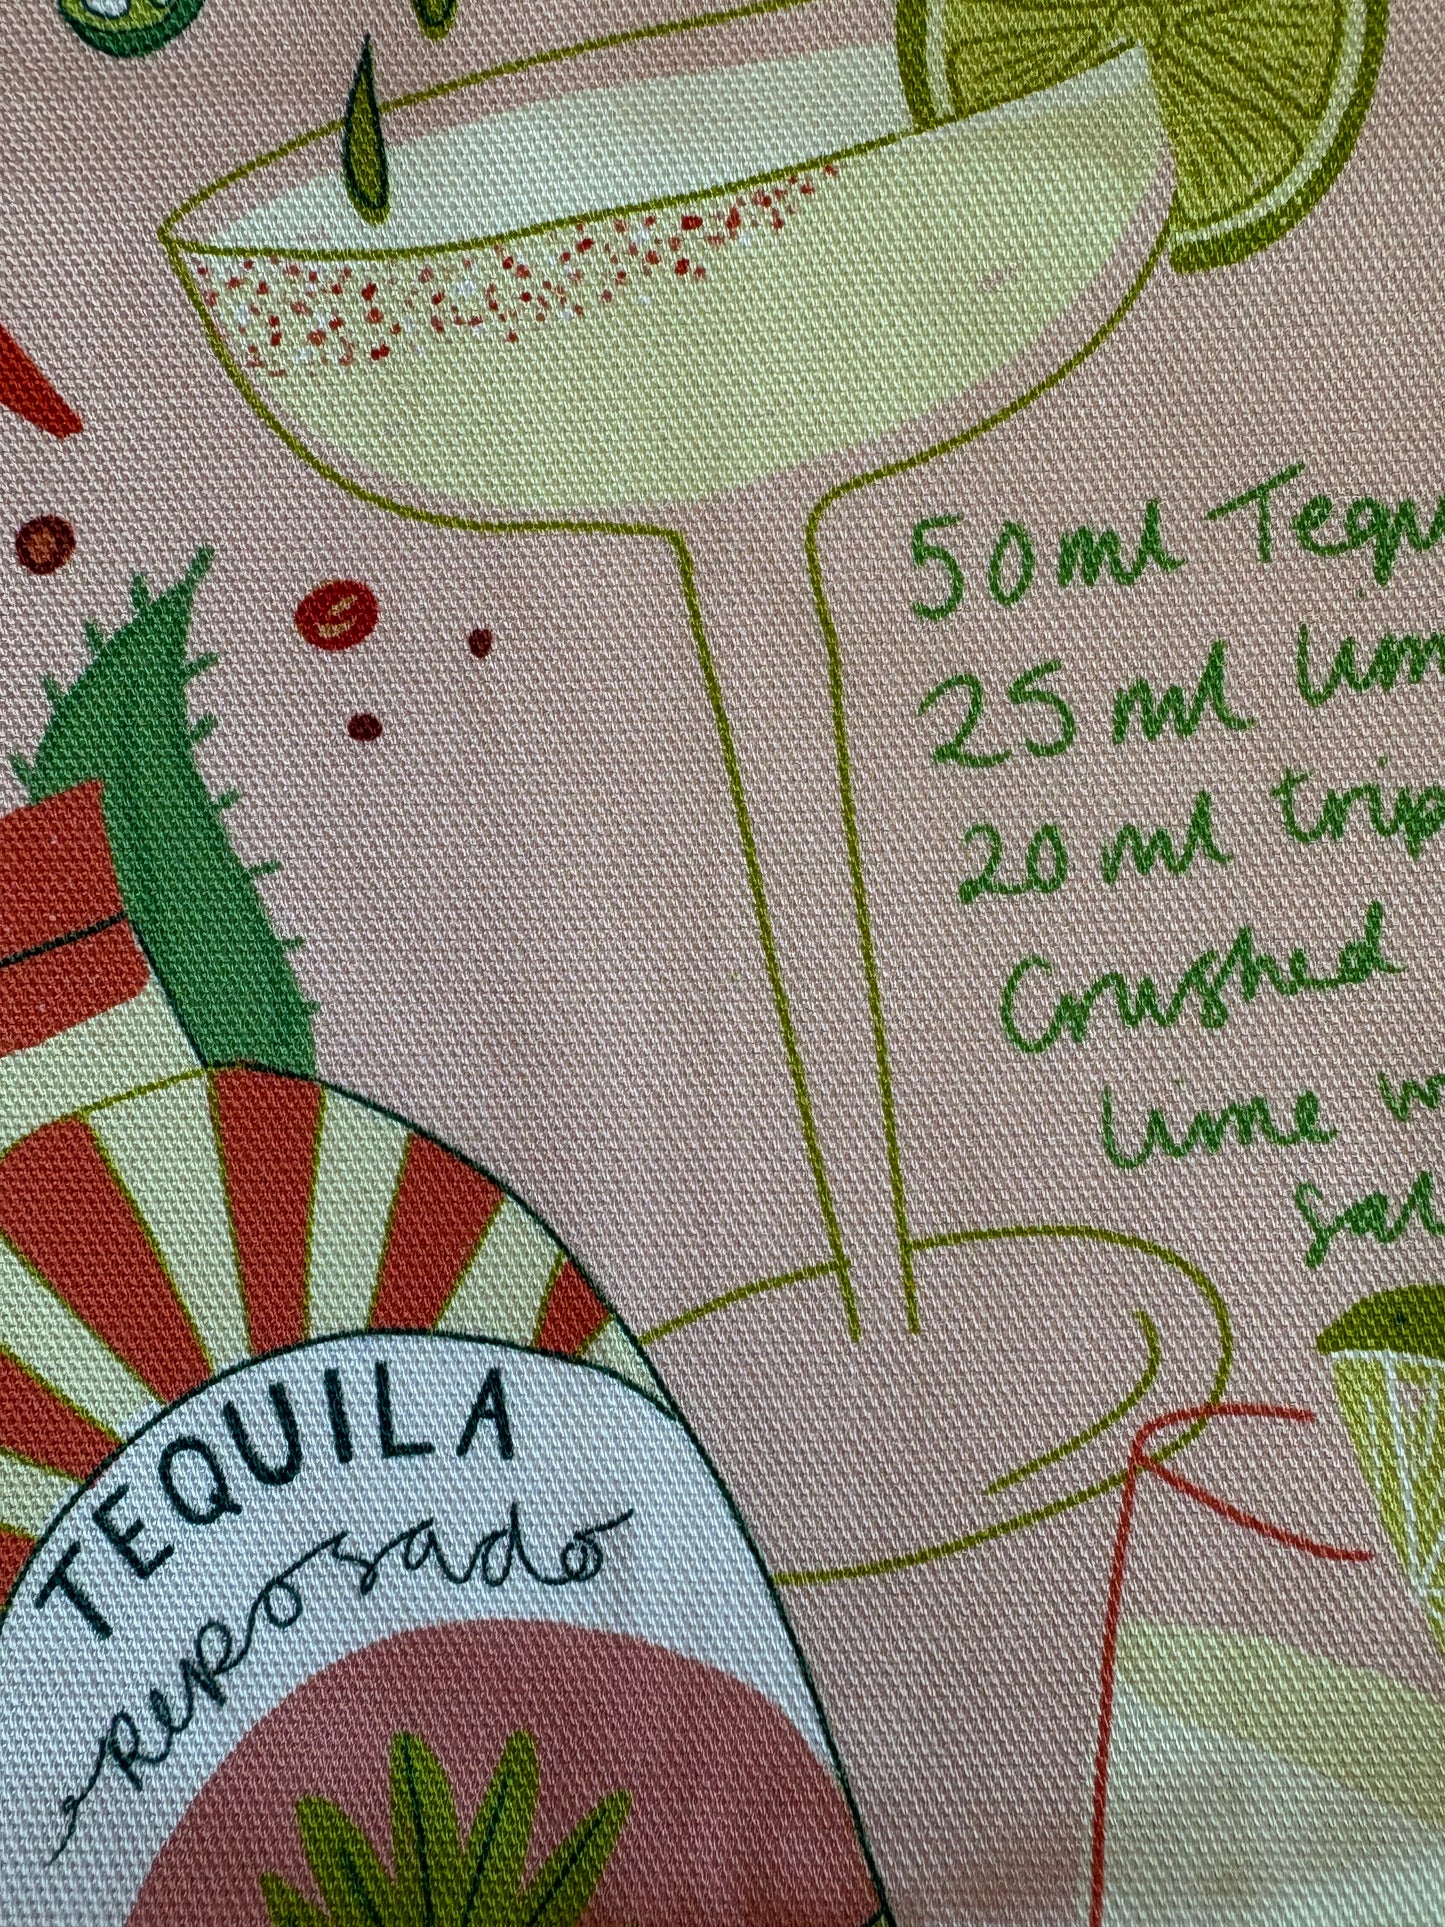 50ml Tequ
25ml lim
20ml trip
Crushed
lime w
sal
TEQUILA
reposado